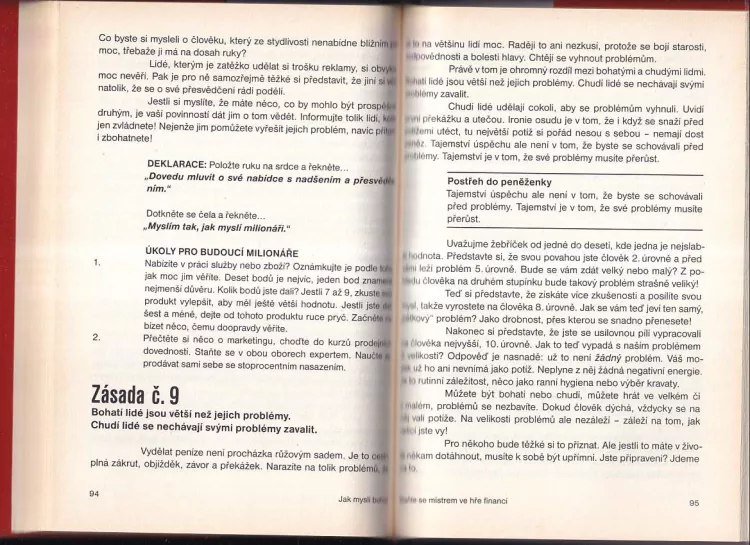 Co byste si mysleli o člověku, který ze stydlivosti nenabídne bližním
moc, třebaže ji má na dosah ruky?
Lidé, kterým je zatěžko udělat si trošku reklamy, si
moc nevěří. Pak je pro ně samozřejmě těžké si představit, že jiní si
natolik, že se o své přesvědčení rádi podělí.
Jestli si myslíte, že máte něco, co by mohlo být
druhým, je vaší povinností dát jim o tom vědět. Informujte tolik lidí,
jen zvládnete! Nejenže jim pomůžete vyřešit jejich problém, navíc
i zbohatnete!
DEKLARACE: Položte ruku na srdce a řekněte...
„Dovedu mluvit o své nabídce s nadšením a
ním.“
Dotkněte se čela a řekněte...
„Myslím tak, jak myslí milionáři.“
ÚKOLY PRO BUDOUCÍ MILIONÁŘE
1. Nabízíte v práci služby nebo zboží? Oznámkujte je podle
jak moc jim věříte. Deset bodů je nejvíc, jeden bod
nejmenší důvěru. Kolik bodů jste dali? Jestli 7 až 9, zkuste
produkt vylepšit, aby měl ještě větší hodnotu. Jestli jste
šest a méně, dejte od tohoto produktu ruce pryč. Začněte
bízet něco, čemu doopravdy věříte.
2. Přečtěte si něco o marketingu, choďte do kurzů
dovednosti. Staňte se v obou oborech expertem. Naučte
prodávat sami sebe se stoprocentním nasazením.
Zásada č. 9
Bohatí lidé jsou větší než jejich problémy.
Chudí lidé se nechávají svými problémy zavalit.
Vydělat peníze není procházka růžovým sadem. Je to
plná zákrut, objížděk, závor a překážek. Narazíte na tolik problémů,
94
Jak myslí
to na většinu lidí moc. Raději to ani nezkusí, protože se bojí starostí,
povědnosti a bolesti hlavy. Chtějí se vyhnout problémům.
Právě v tom je ohromný rozdíl mezi bohatými a chudými lidmi.
lidé jsou větší než jejich problémy. Chudí lidé se nechávají svými
zavalit.
Chudí lidé udělají cokoli, aby se problémům vyhnuli. Uvidí
překážku a utečou. Ironie osudu je v tom, že i když se snaží před
utéct, tu největší potíž si pořád nesou s sebou – nemají dost
Tajemství úspěchu ale není v tom, že byste se schovávali před
Tajemství je v tom, že své problémy musíte přerůst.
Postřeh do peněženky
Tajemství úspěchu ale není v tom, že byste se schovávali
před problémy. Tajemství je v tom, že své problémy musíte
přerůst.
Uvažujme žebříček od jedné do deseti, kde jedna je nejslab-
hodnota. Představte si, že svou povahou jste člověk 2. úrovně a před
leží problém 5. úrovně. Bude se vám zdát velký nebo malý? Z po-
člověka na druhém stupínku bude takový problém strašně veliký!
Teď si představte, že získáte více zkušenosti a posílíte svou
takže vyrostete na člověka 8. úrovně. Jak se vám teď jeví ten samý,
problém? Jako drobnost, přes kterou se snadno přenesete!
Nakonec si představte, že jste se usilovnou pílí vypracovali
člověka nejvyšší, 10. úrovně. Jak to teď vypadá s naším problémem
velikosti? Odpověď je nasnadě: už to není žádný problém. Váš mo-
už ho ani nevnímá jako potíž. Neplyne z něj žádná negativní energie.
to rutinní záležitost, něco jako ranní hygiena nebo výběr kravaty.
Můžete být bohatí nebo chudí, můžete hrát ve velkém či
malém, problémů se nezbavíte. Dokud člověk dýchá, vždycky se na
valí potíže. Na velikosti problémů ale nezáleží – záleží na tom, jak
jste vy!
Pro někoho bude těžké si to přiznat. Ale jestli to máte v živo-
někam dotáhnout, musíte k sobě být upřímní. Jste připraveni? Jdeme
to.
se mistrem ve hře financí
95